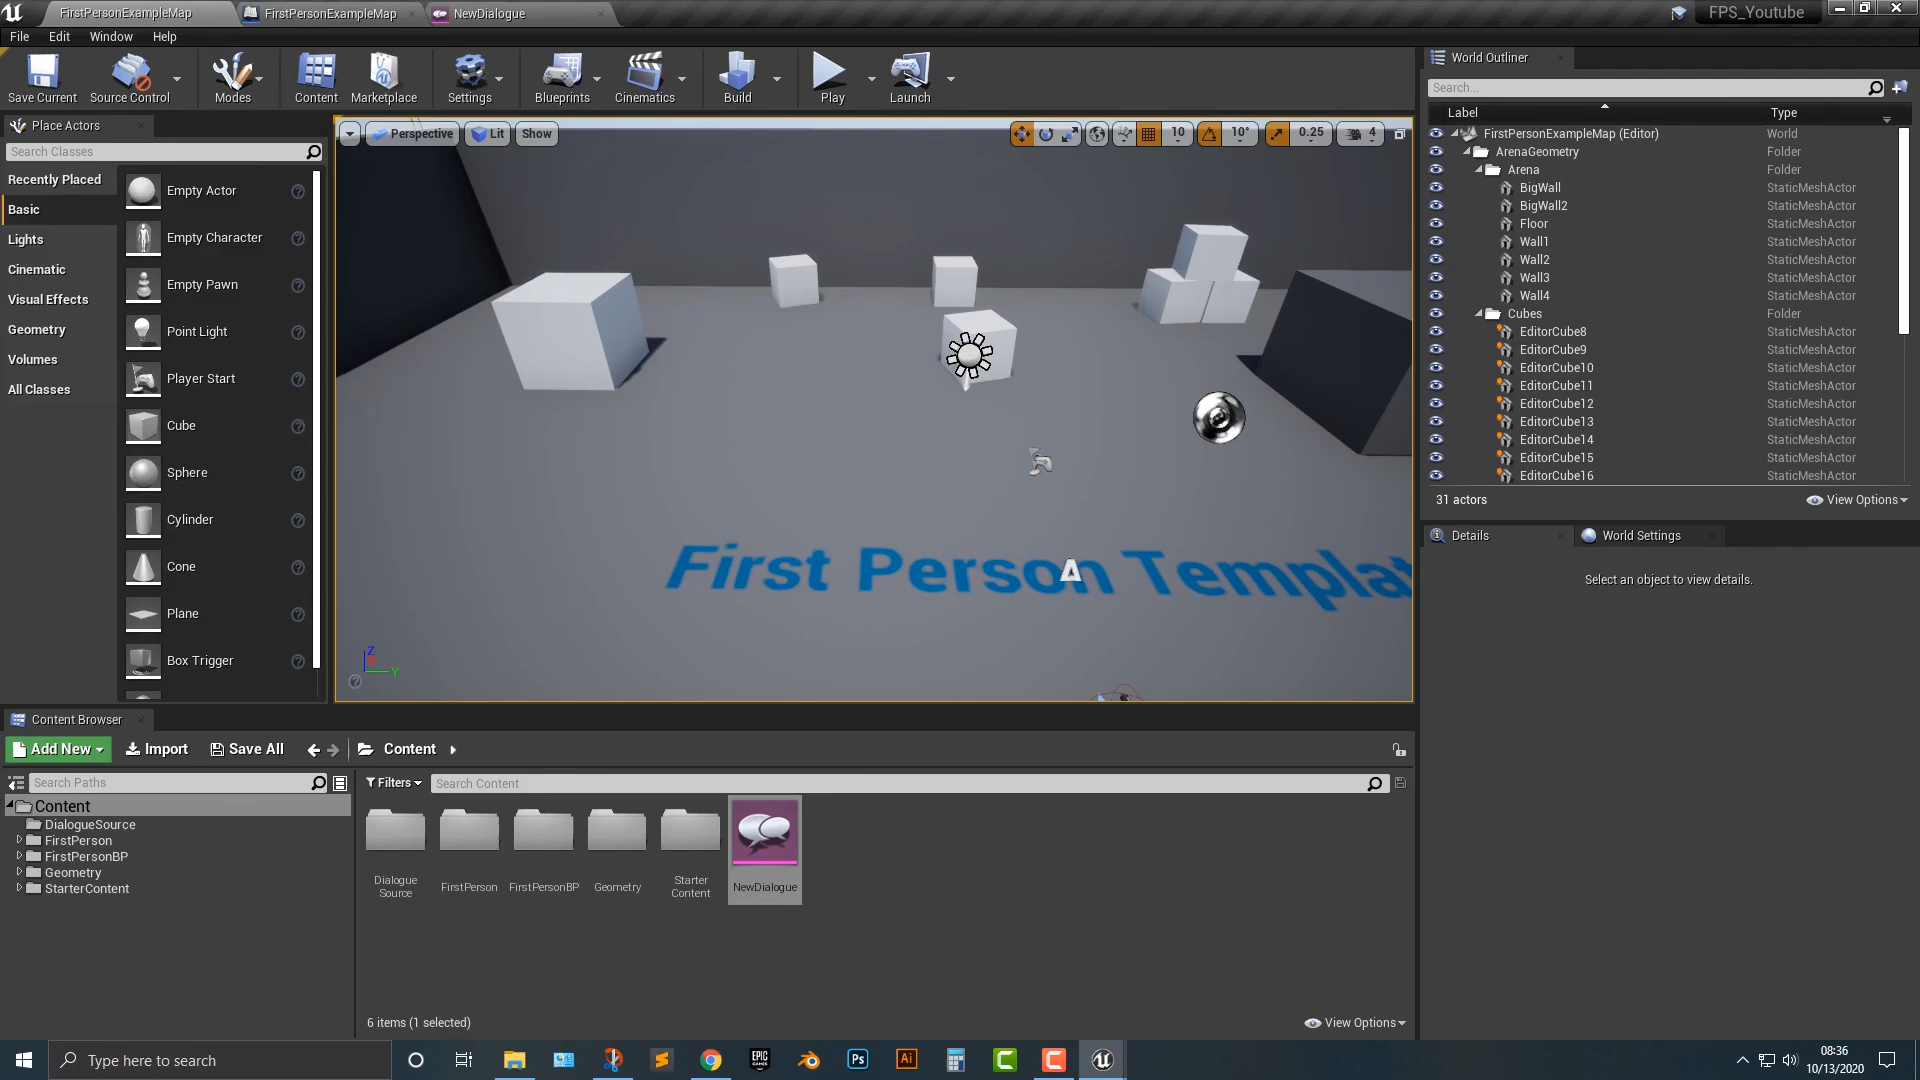 FirstPersonExampleMap
FirstPersonExampleMap
NewDialogue
FPS_Youtube
File
Edit
Window
Help
Save Current
Source Control
Modes
Content
Marketplace
Settings
Blueprints
Cinematics
Build
Play
Launch
Place Actors
Search Classes
Recently Placed
Basic
Lights
Cinematic
Visual Effects
Geometry
Volumes
All Classes
Empty Actor
Empty Character
Empty Pawn
Point Light
Player Start
Cube
Sphere
Cylinder
Cone
Plane
Box Trigger
Perspective
Lit
Show
10
10°
0.25
4
First Person Templat
Z
Y
World Outliner
Search...
Label
Type
FirstPersonExampleMap (Editor)
World
ArenaGeometry
Folder
Arena
Folder
BigWall
StaticMeshActor
BigWall2
StaticMeshActor
Floor
StaticMeshActor
Wall1
StaticMeshActor
Wall2
StaticMeshActor
Wall3
StaticMeshActor
Wall4
StaticMeshActor
Cubes
Folder
EditorCube8
StaticMeshActor
EditorCube9
StaticMeshActor
EditorCube10
StaticMeshActor
EditorCube11
StaticMeshActor
EditorCube12
StaticMeshActor
EditorCube13
StaticMeshActor
EditorCube14
StaticMeshActor
EditorCube15
StaticMeshActor
EditorCube16
StaticMeshActor
31 actors
View Options
Details
World Settings
Select an object to view details.
Content Browser
Add New
Import
Save All
Content
Search Paths
Content
DialogueSource
FirstPerson
FirstPersonBP
Geometry
StarterContent
Filters
Search Content
Dialogue
Source
FirstPerson
FirstPersonBP
Geometry
Starter
Content
NewDialogue
6 items (1 selected)
View Options
Type here to search
EPIC
GAMES
Ps
Ai
08:36
10/13/2020